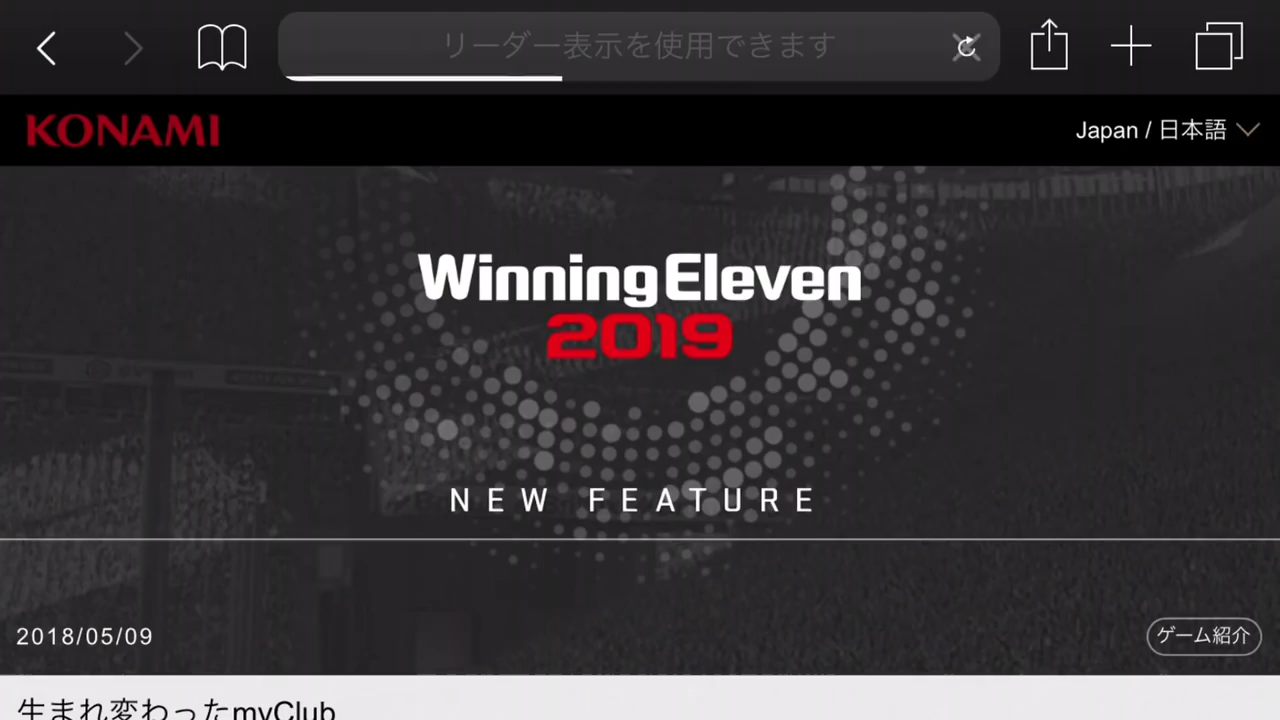 リーダー表示を使用できます
KONAMI
Japan / 日本語
Winning Eleven
2019
NEW FEATURE
2018/05/09
ゲーム紹介
生まれ変わったmyClub